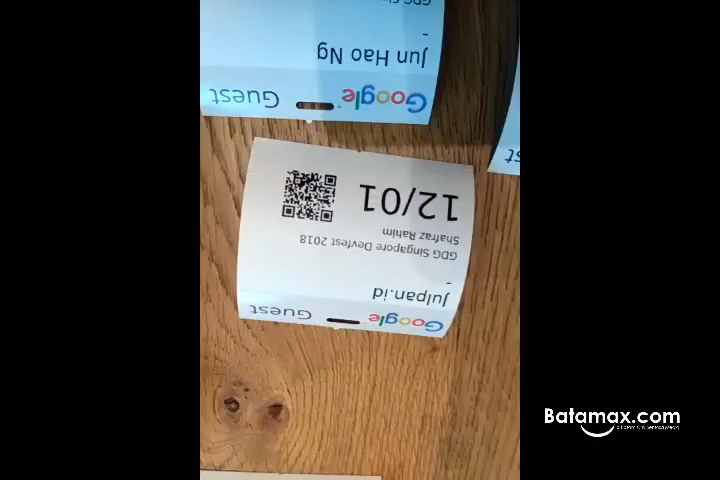 Google Guest
Jun Hao Ng
-
Google Guest
Julpan.id
-
GDG Singapore Devfest 2018
Shafraz Rahim
12/01
Batamax.com